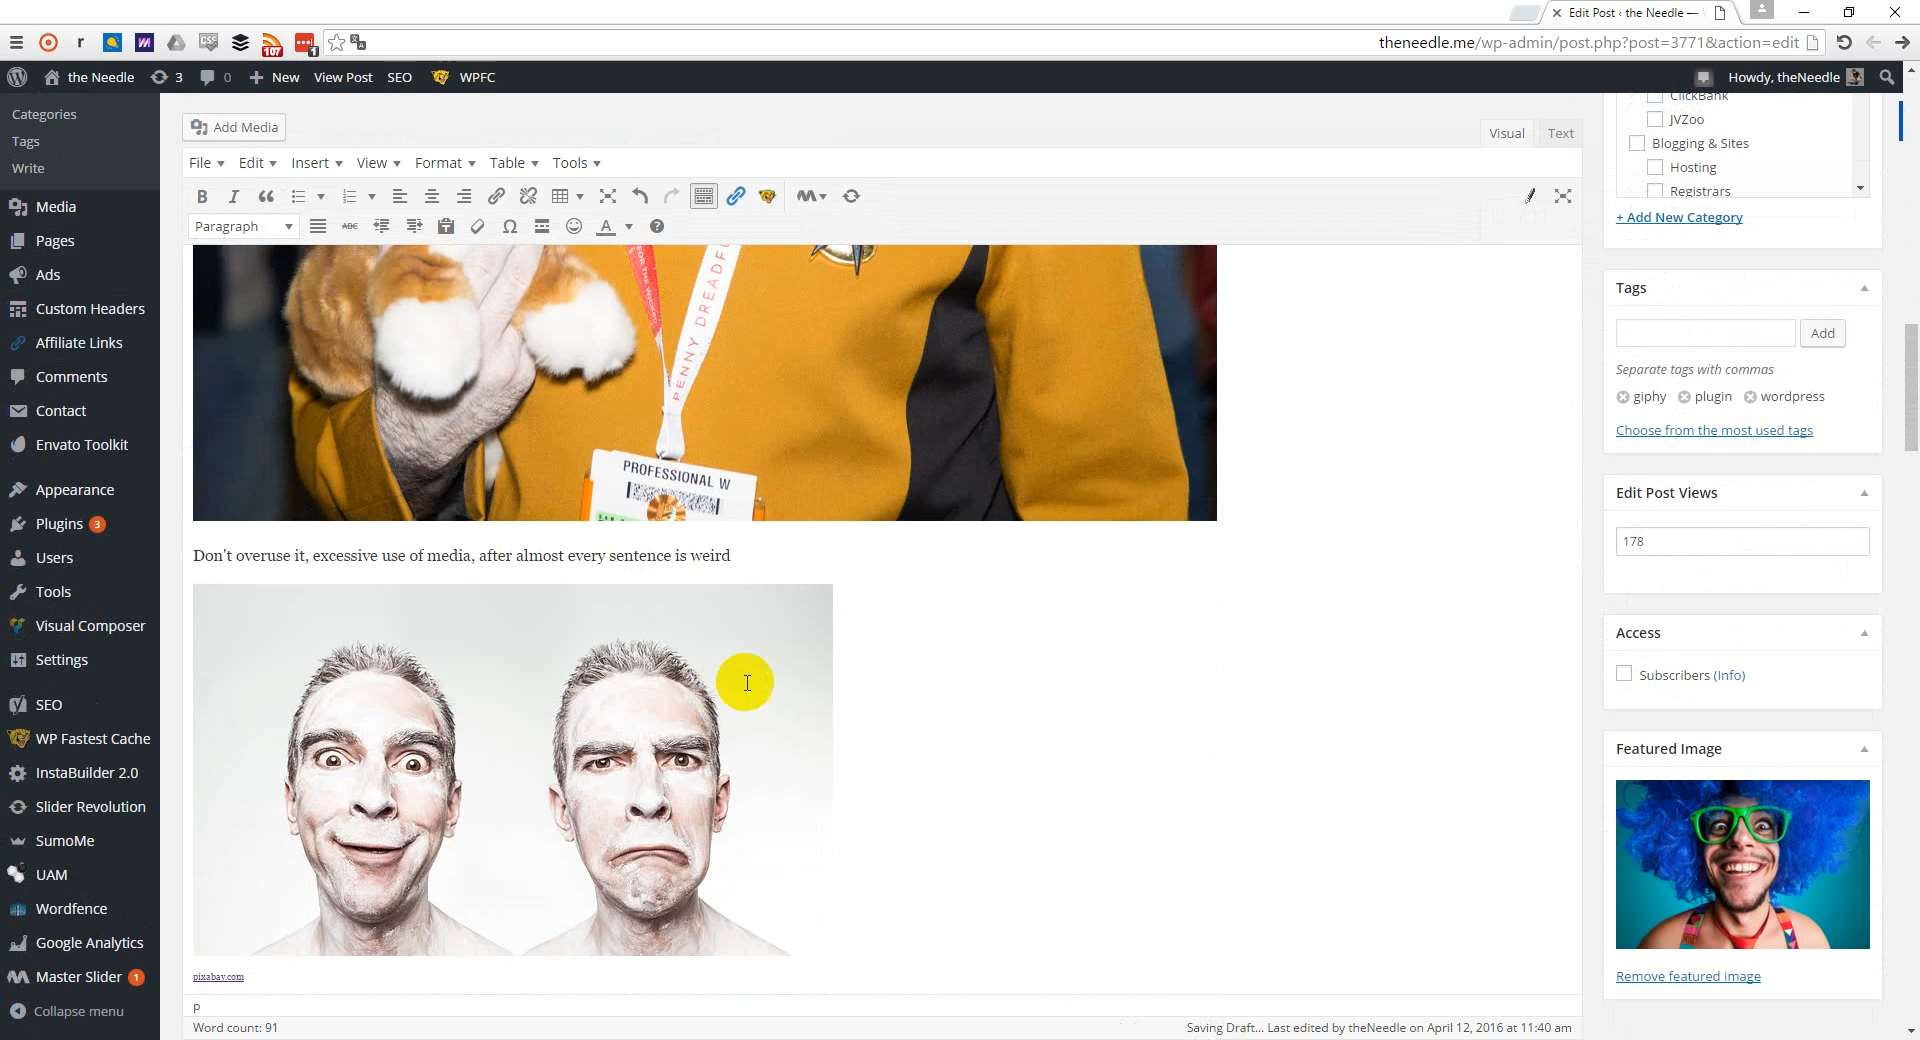 Edit Post ‹ the Needle —
r
107
1
theneedle.me/wp-admin/post.php?post=3771&action=edit
the Needle 3 0 New View Post SEO WPFC
Howdy, theNeedle
Categories
Tags
Write
Media
Pages
Ads
Custom Headers
Affiliate Links
Comments
Contact
Envato Toolkit
Appearance
Plugins 3
Users
Tools
Visual Composer
Settings
SEO
WP Fastest Cache
InstaBuilder 2.0
Slider Revolution
SumoMe
UAM
Wordfence
Google Analytics
Master Slider 1
Collapse menu
Add Media
Visual Text
File Edit Insert View Format Table Tools
B I
Paragraph ABC Ω A
FOR THE WICKED
PENNY DREADFUL
PROFESSIONAL W
Don't overuse it, excessive use of media, after almost every sentence is weird
pixabay.com
p
Word count: 91
Saving Draft... Last edited by theNeedle on April 12, 2016 at 11:40 am
ClickBank
JVZoo
Blogging & Sites
Hosting
Registrars
+ Add New Category
Tags
Add
Separate tags with commas
giphy plugin wordpress
Choose from the most used tags
Edit Post Views
178
Access
Subscribers (Info)
Featured Image
Remove featured image